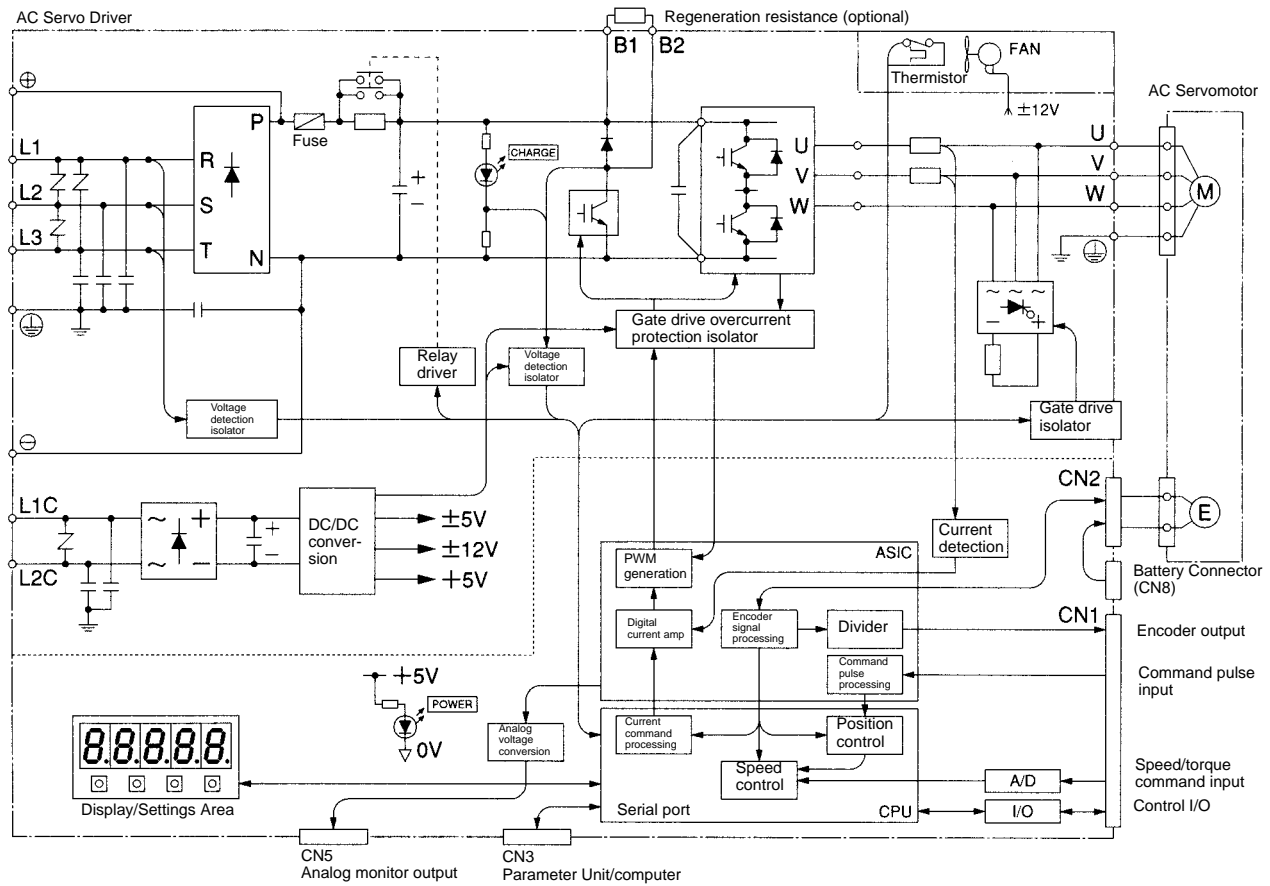 AC Servo Driver
Regeneration resistance (optional)
B1
B2
FAN
Thermistor
±12V
AC Servomotor
P
Fuse
CHARGE
+
−
L1
L2
L3
R
S
T
N
U
V
W
U
V
W
M
~ ~ ~
− +
Gate drive overcurrent
protection isolator
Relay
driver
Voltage
detection
isolator
Voltage
detection
isolator
Gate drive
isolator
L1C
L2C
~ +
~ −
+
−
DC/DC
conver-
sion
±5V
±12V
+5V
CN2
E
Current
detection
ASIC
PWM
generation
Battery Connector
(CN8)
CN1
Digital
current amp
Encoder
signal
processing
Divider
Encoder output
Command
pulse
processing
Command pulse
input
+5V
POWER
0V
Analog
voltage
conversion
Current
command
processing
Position
control
Speed
control
Speed/torque
command input
A/D
Control I/O
I/O
Serial port
CPU
8.8.8.8.8.
Display/Settings Area
CN5
Analog monitor output
CN3
Parameter Unit/computer